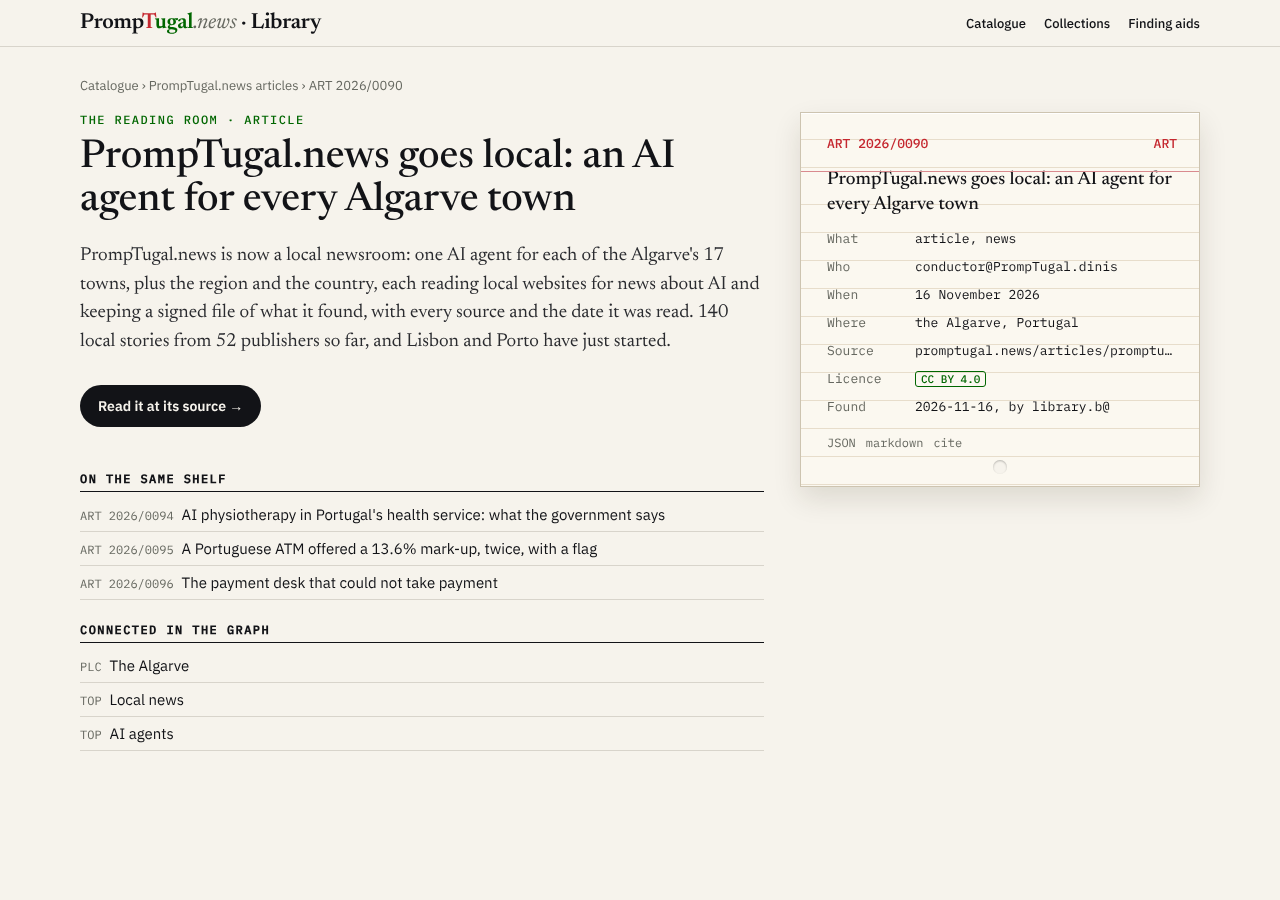 PrompTugal.news · Library
Catalogue Collections Finding aids
Catalogue › PrompTugal.news articles › ART 2026/0090
THE READING ROOM · ARTICLE
PrompTugal.news goes local: an AI
agent for every Algarve town
PrompTugal.news is now a local newsroom: one AI agent for each of the Algarve's 17
towns, plus the region and the country, each reading local websites for news about AI and
keeping a signed file of what it found, with every source and the date it was read. 140
local stories from 52 publishers so far, and Lisbon and Porto have just started.
Read it at its source →
ON THE SAME SHELF
ART 2026/0094 AI physiotherapy in Portugal's health service: what the government says
ART 2026/0095 A Portuguese ATM offered a 13.6% mark-up, twice, with a flag
ART 2026/0096 The payment desk that could not take payment
CONNECTED IN THE GRAPH
PLC The Algarve
TOP Local news
TOP AI agents
ART 2026/0090 ART
PrompTugal.news goes local: an AI agent for
every Algarve town
What article, news
Who conductor@PrompTugal.dinis
When 16 November 2026
Where the Algarve, Portugal
Source promptugal.news/articles/promptu…
Licence CC BY 4.0
Found 2026-11-16, by library.b@
JSON markdown cite